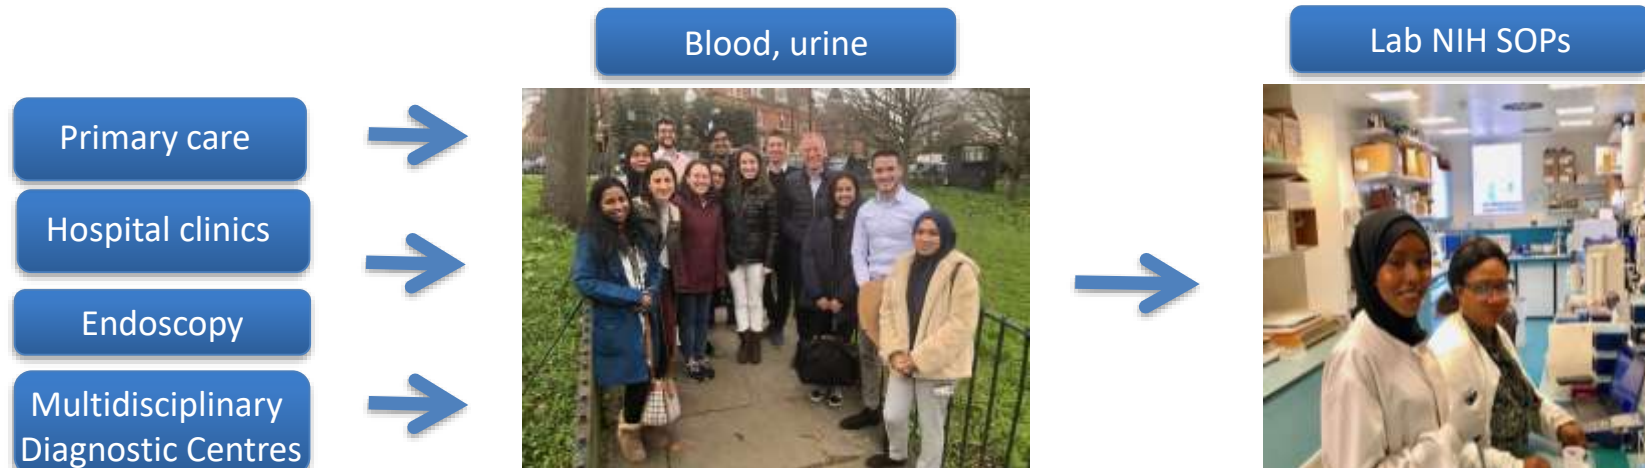 Blood, urine
Lab NIH SOPs
Primary care
Hospital clinics
Endoscopy
Multidisciplinary
Diagnostic Centres